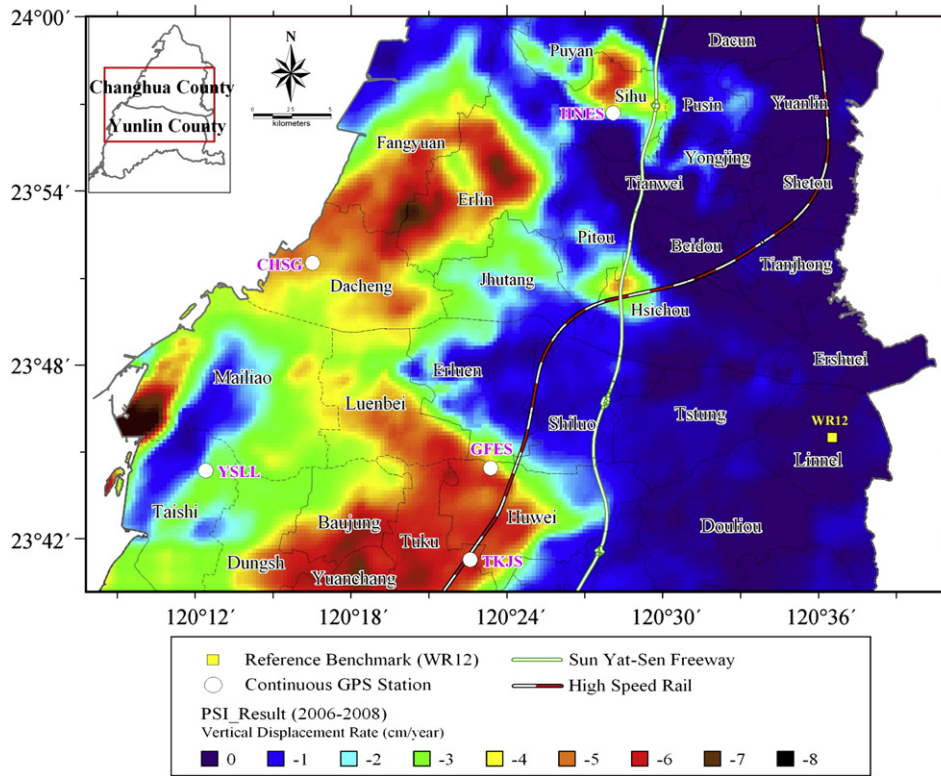 24°00′
23°54′
23°48′
23°42′
Changhua County
Yunlin County
N
0 2.5 5
kilometers
Puyan
Dacun
Sihu
HNES
Pusin
Yuanlin
Fangyuan
Yongjing
Erlin
Tianwei
Shetou
Pitou
Beidou
CHSG
Dacheng
Jhutang
Tianjhong
Hsichou
Mailiao
Erluen
Ershuei
Luenbei
Shiluo
Tstung
WR12
GFES
Linnel
YSLL
Taishi
Baujung
Huwei
Tuku
Douliou
Dungsh
TKJS
Yuanchang
120°12′ 120°18′ 120°24′ 120°30′ 120°36′
Reference Benchmark (WR12) Sun Yat-Sen Freeway
Continuous GPS Station High Speed Rail
PSI_Result (2006-2008)
Vertical Displacement Rate (cm/year)
0 -1 -2 -3 -4 -5 -6 -7 -8